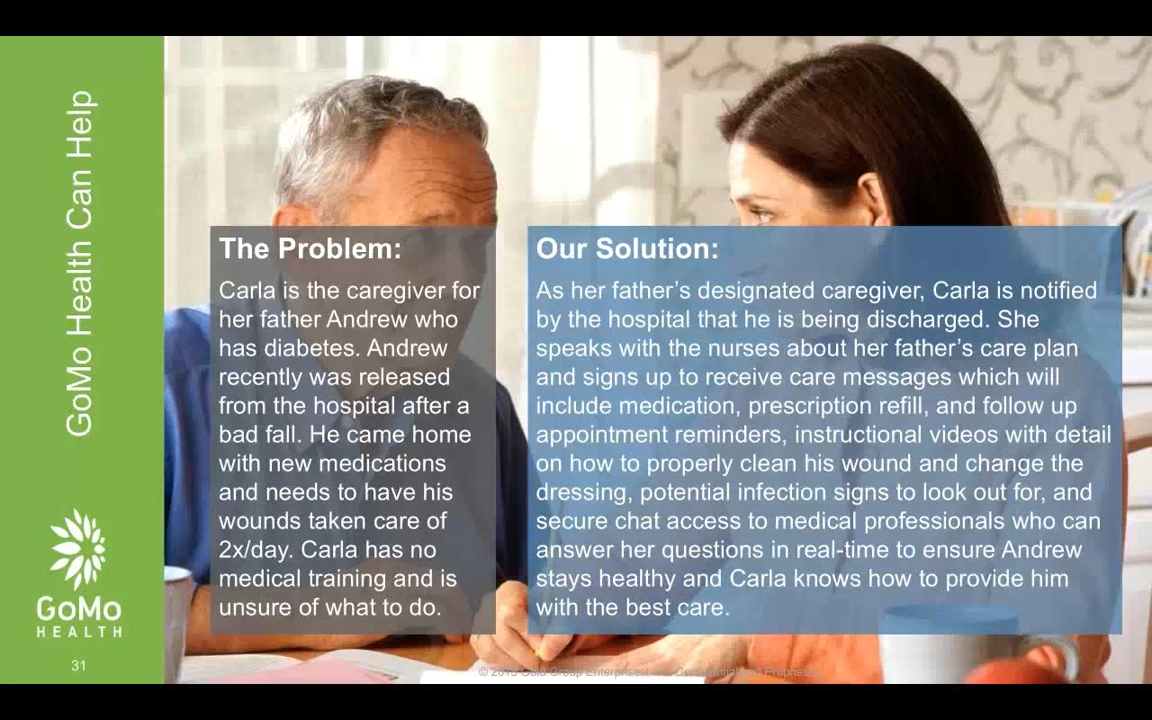 GoMo Health Can Help
The Problem:
Carla is the caregiver for
her father Andrew who
has diabetes. Andrew
recently was released
from the hospital after a
bad fall. He came home
with new medications
and needs to have his
wounds taken care of
2x/day. Carla has no
medical training and is
unsure of what to do.
Our Solution:
As her father’s designated caregiver, Carla is notified
by the hospital that he is being discharged. She
speaks with the nurses about her father’s care plan
and signs up to receive care messages which will
include medication, prescription refill, and follow up
appointment reminders, instructional videos with detail
on how to properly clean his wound and change the
dressing, potential infection signs to look out for, and
secure chat access to medical professionals who can
answer her questions in real-time to ensure Andrew
stays healthy and Carla knows how to provide him
with the best care.
GoMo
HEALTH
31
© Gold Group Enterprises